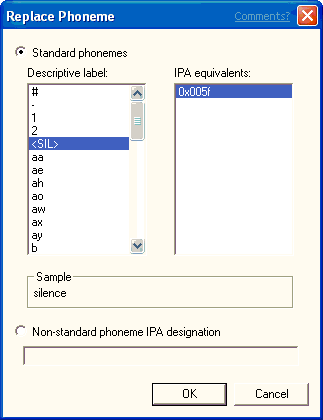 Replace Phoneme
Comments?
Standard phonemes
Descriptive label:
IPA equivalents:
#
-
1
2
<SIL>
aa
ae
ah
ao
aw
ax
ay
b
0x005f
Sample
silence
Non-standard phoneme IPA designation
OK
Cancel